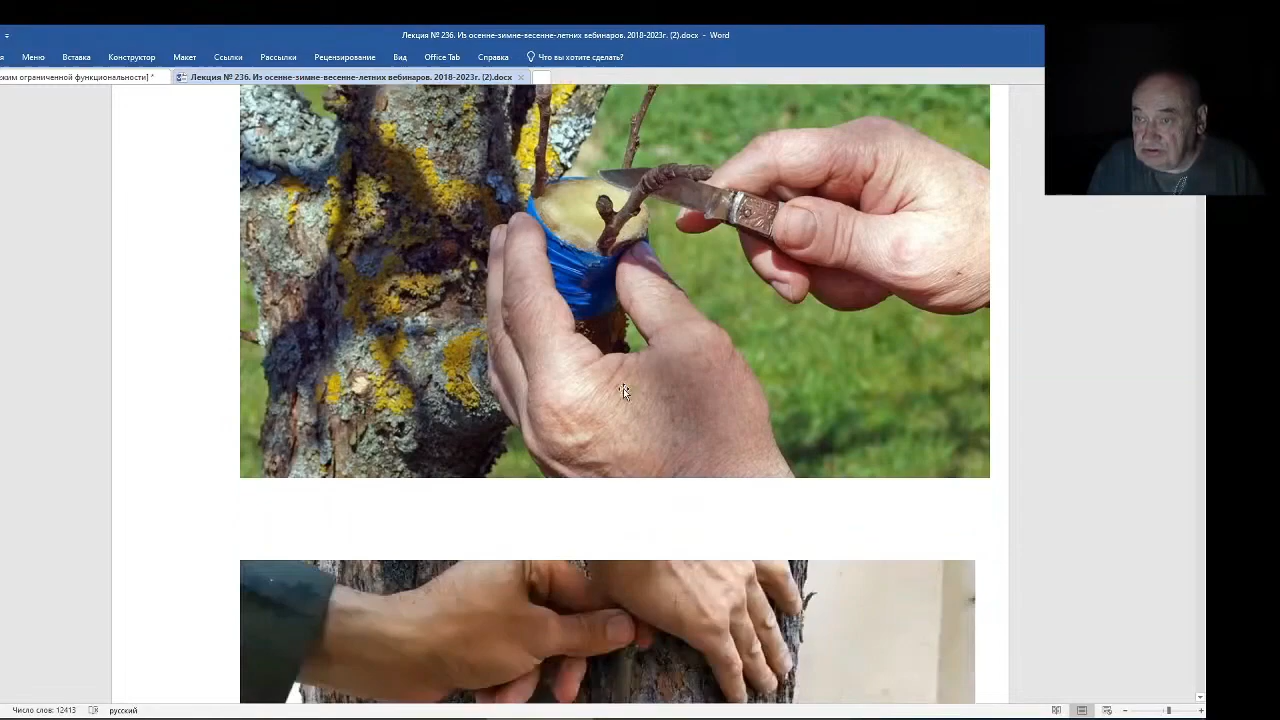 Лекция № 236. Из осенне-зимне-весенне-летних вебинаров. 2018-2023г. (2).docx - Word
я Меню Вставка Конструктор Макет Ссылки Рассылки Рецензирование Вид Office Tab Справка Что вы хотите сделать?
ежим ограниченной функциональности] * Лекция № 236. Из осенне-зимне-весенне-летних вебинаров. 2018-2023г. (2).docx
Число слов: 12413 русский